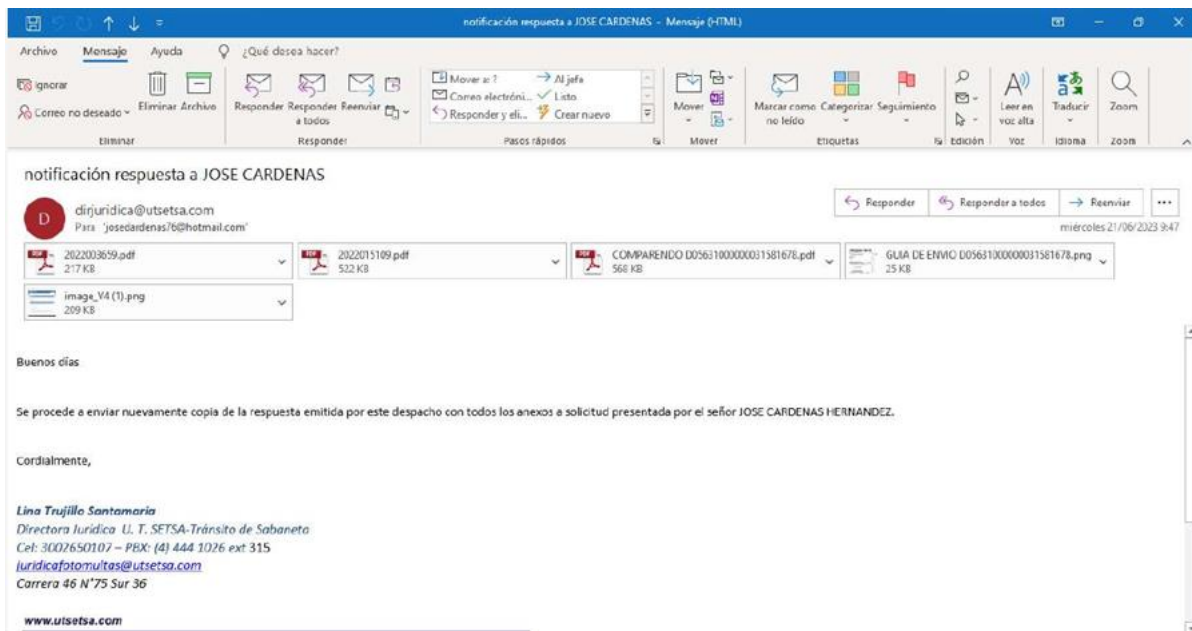 notificación respuesta a JOSE CARDENAS - Mensaje (HTML)
Archivo Mensaje Ayuda ¿Qué desea hacer?
Ignorar
Correo no deseado
Eliminar Archivo
Responder Responder a todos Reenviar
Mover a: ?
Correo electróni...
Responder y eli...
Al jefe
Listo
Crear nuevo
Mover
Marcar como no leído
Categorizar
Seguimiento
Leer en voz alta
Traducir
Zoom
Eliminar Responder Pasos rápidos Mover Etiquetas Edición Voz Idioma Zoom
notificación respuesta a JOSE CARDENAS
D
dirjuridica@utsetsa.com
Para 'josedardenas76@hotmail.com'
Responder Responder a todos Reenviar ...
miércoles 21/06/2023 9:47
PDF 2022003659.pdf
217 KB
PDF 2022015109.pdf
522 KB
PDF COMPARENDO D05631000000031581678.pdf
568 KB
GUIA DE ENVIO D05631000000031581678.png
25 KB
image_V4 (1).png
209 KB
Buenos días
Se procede a enviar nuevamente copia de la respuesta emitida por este despacho con todos los anexos a solicitud presentada por el señor JOSE CARDENAS HERNANDEZ.
Cordialmente,
Lina Trujillo Santamaria
Directora Jurídica U. T. SETSA-Tránsito de Sabaneta
Cel: 3002650107 – PBX: (4) 444 1026 ext 315
juridicafotomultas@utsetsa.com
Carrera 46 N°75 Sur 36
www.utsetsa.com